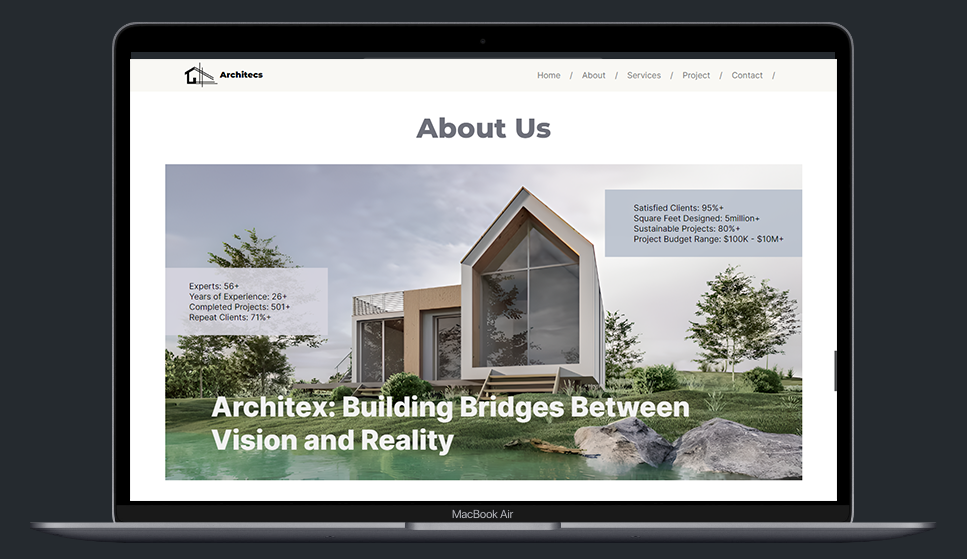 Architecs
Home / About / Services / Project / Contact /
About Us
Satisfied Clients: 95%+
Square Feet Designed: 5million+
Sustainable Projects: 80%+
Project Budget Range: $100K - $10M+
Experts: 56+
Years of Experience: 26+
Completed Projects: 501+
Repeat Clients: 71%+
Architex: Building Bridges Between
Vision and Reality
MacBook Air